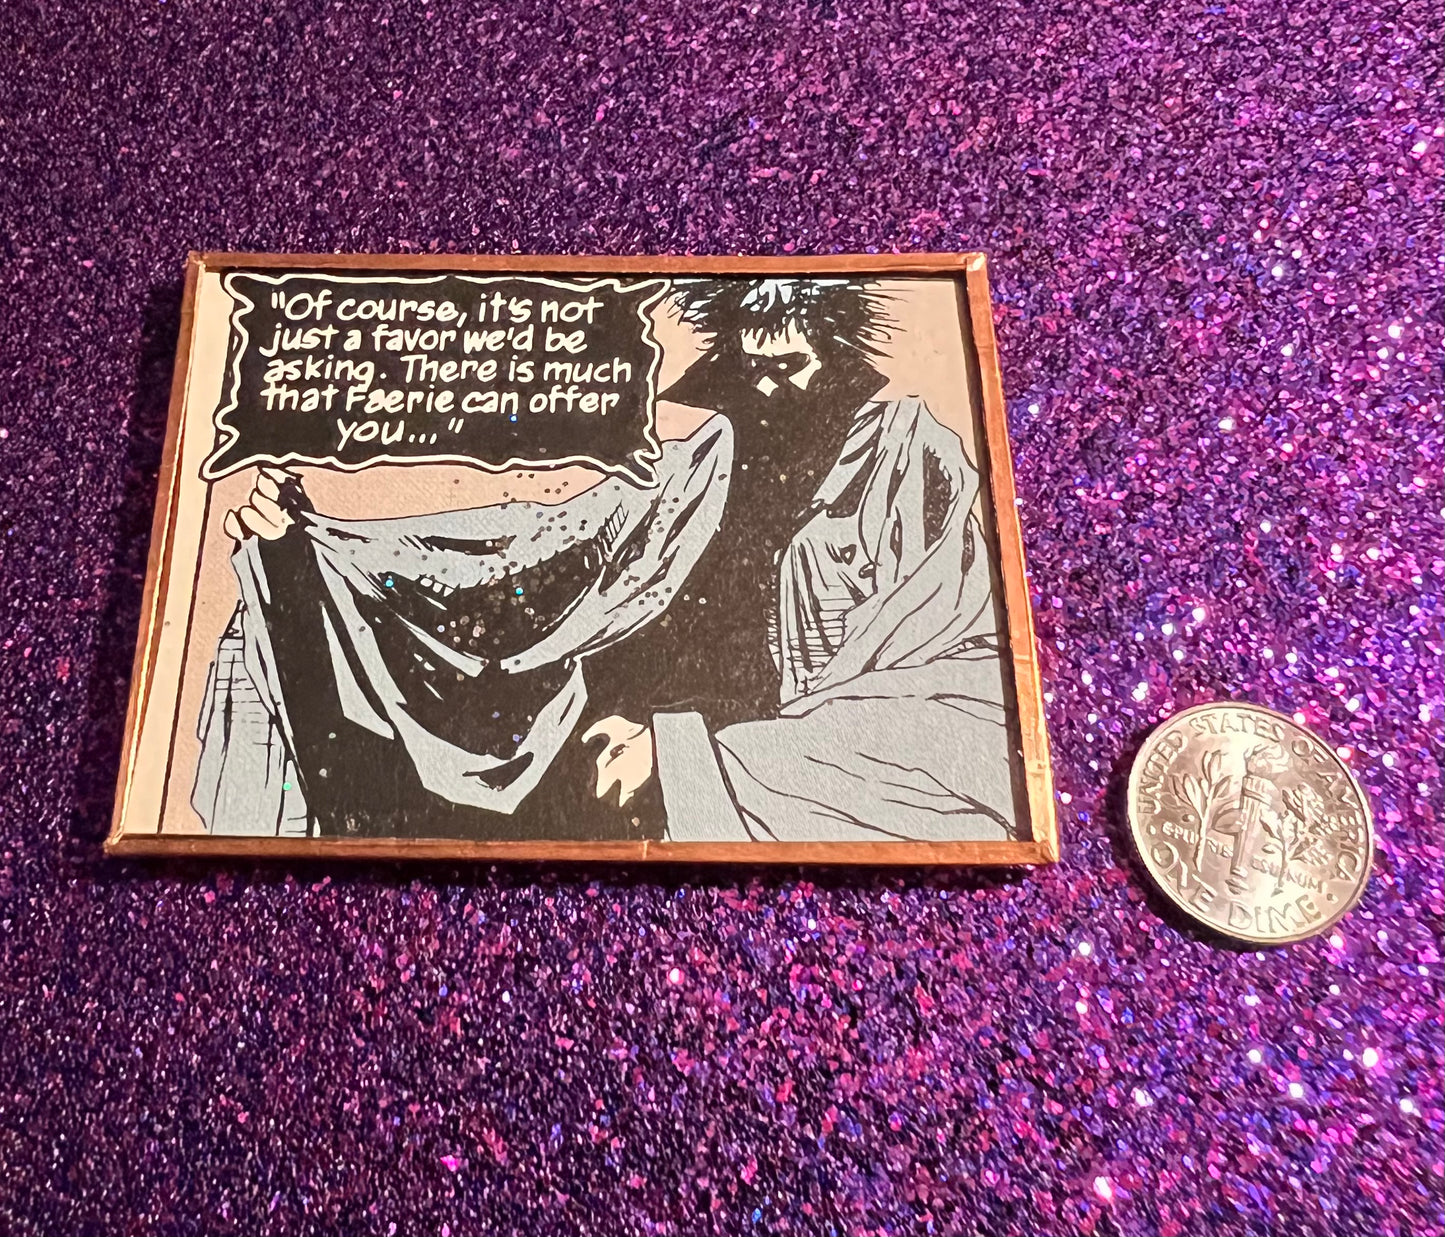 "Of course, it's not
just a favor we'd be
asking. There is much
that Faerie can offer
you..."
UNITED STATES OF AMERICA
E PLURIBUS UNUM
ONE DIME